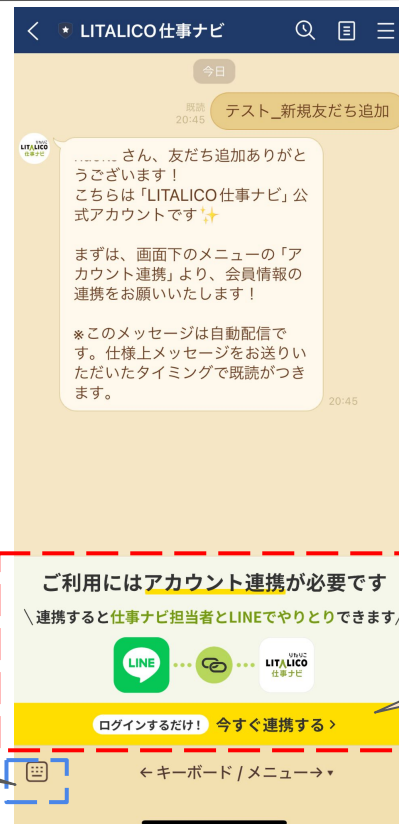 LITALICO仕事ナビ
今日
既読
20:45
テスト_新規友だち追加
LITALICO
仕事ナビ
さん、友だち追加ありがと
うございます！
こちらは「LITALICO仕事ナビ」公
式アカウントです✨
まずは、画面下のメニューの「ア
カウント連携」より、会員情報の
連携をお願いいたします！
※このメッセージは自動配信で
す。仕様上メッセージをお送りい
ただいたタイミングで既読がつき
ます。
20:45
ご利用にはアカウント連携が必要です
\連携すると仕事ナビ担当者とLINEでやりとりできます/
LINE
りたりこ
LITALICO
仕事ナビ
ログインするだけ！ 今すぐ連携する>
←キーボード / メニュー→▼